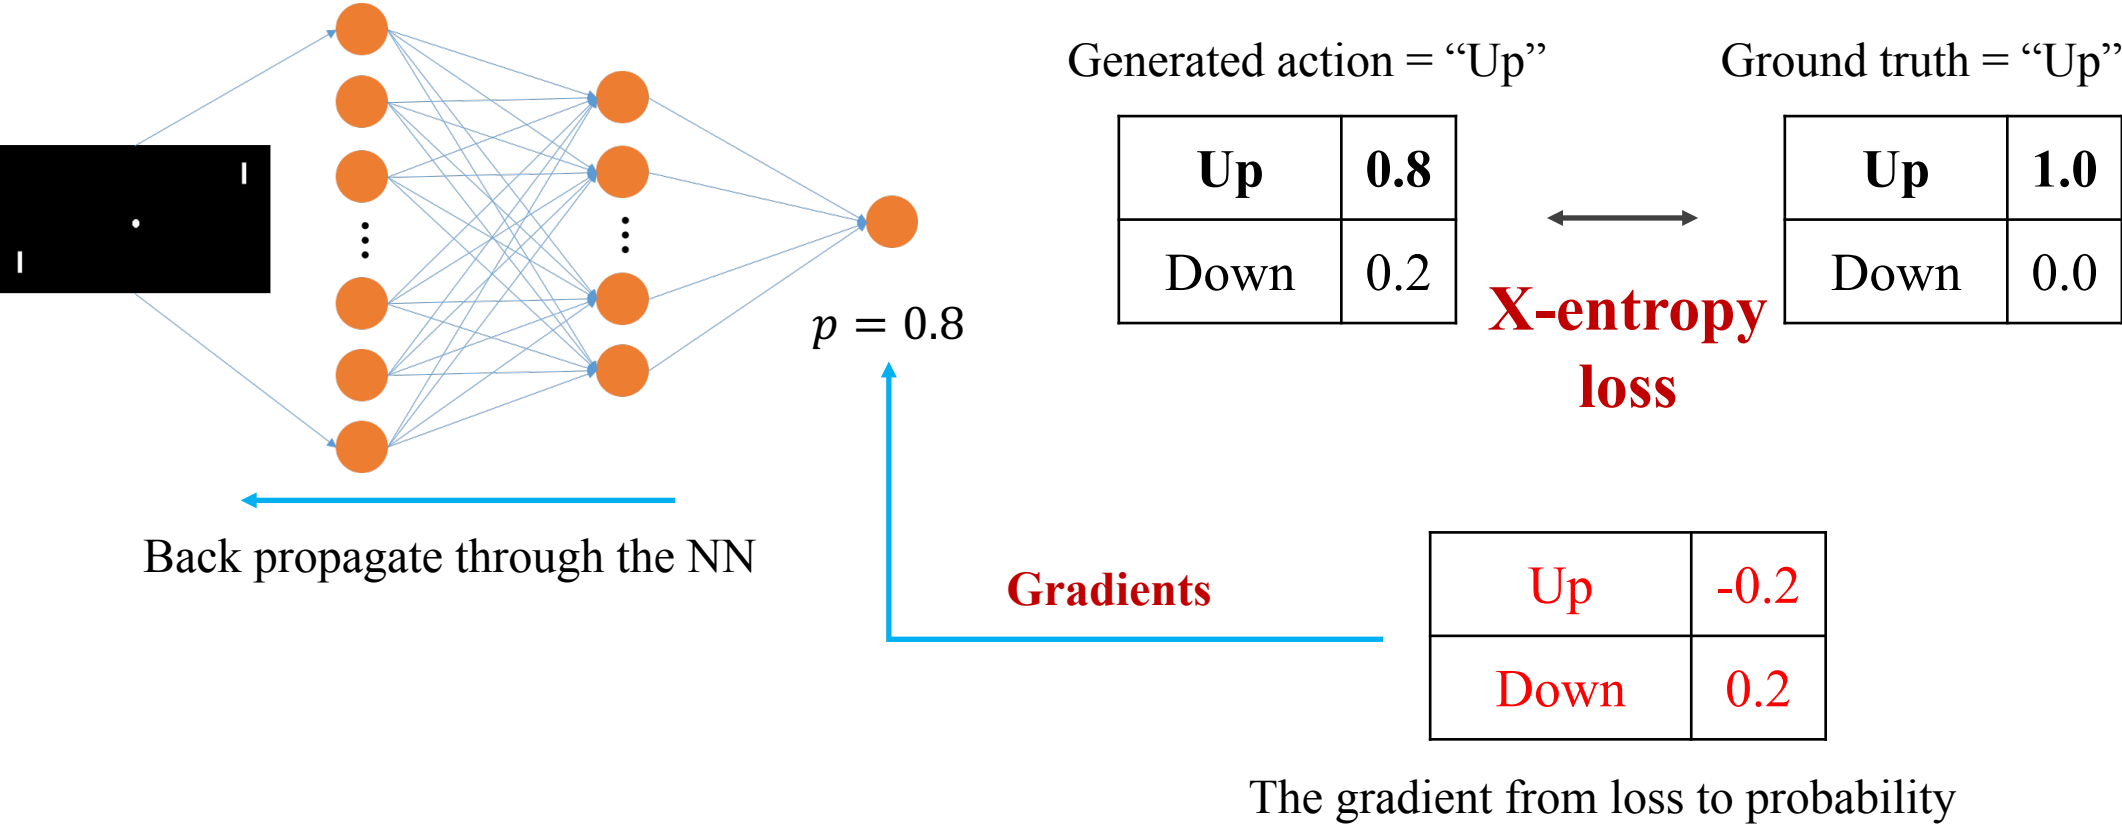 Generated action = “Up”
Ground truth = “Up”
Up 0.8
Down 0.2
Up 1.0
Down 0.0
X-entropy
loss
𝑝 = 0.8
Back propagate through the NN
Gradients
Up -0.2
Down 0.2
The gradient from loss to probability